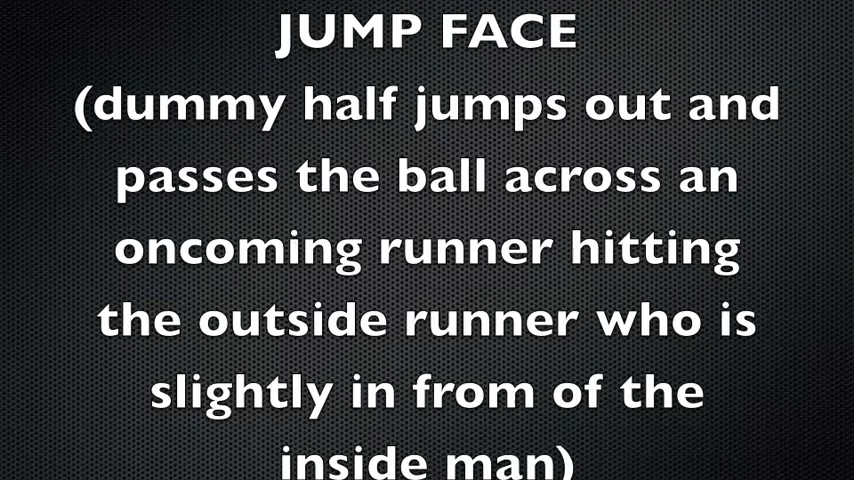 JUMP FACE
(dummy half jumps out and
passes the ball across an
oncoming runner hitting
the outside runner who is
slightly in from of the
inside man)